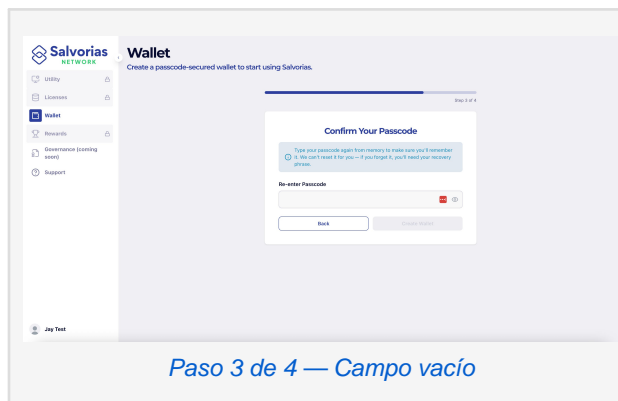 Salvorias
NETWORK
Utility
Licenses
Wallet
Rewards
Governance (coming
soon)
Support
Jay Test
Wallet
Create a passcode-secured wallet to start using Salvorias.
Step 3 of 4
Confirm Your Passcode
Type your passcode again from memory to make sure you'll remember
it. We can't reset it for you — if you forget it, you'll need your recovery
phrase.
Re-enter Passcode
Back
Create Wallet
Paso 3 de 4 — Campo vacío